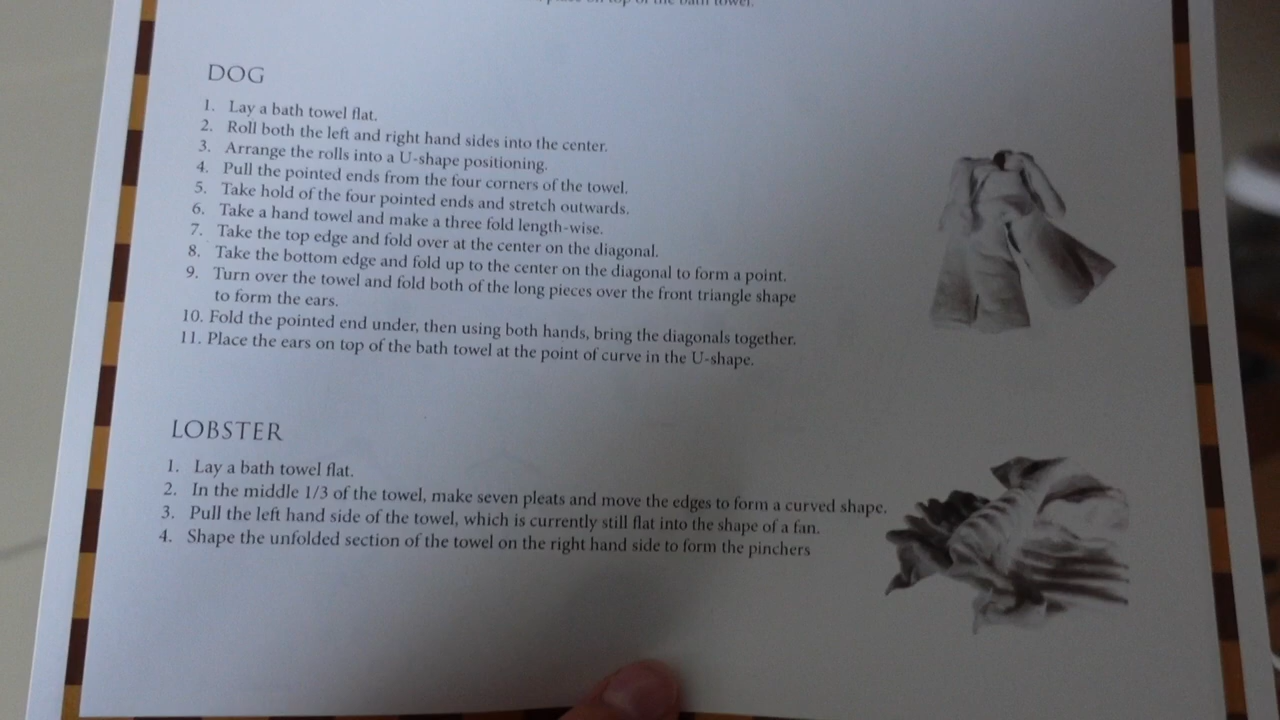 top of the bath towel.
DOG
1. Lay a bath towel flat.
2. Roll both the left and right hand sides into the center.
3. Arrange the rolls into a U-shape positioning.
4. Pull the pointed ends from the four corners of the towel.
5. Take hold of the four pointed ends and stretch outwards.
6. Take a hand towel and make a three fold length-wise.
7. Take the top edge and fold over at the center on the diagonal.
8. Take the bottom edge and fold up to the center on the diagonal to form a point.
9. Turn over the towel and fold both of the long pieces over the front triangle shape
to form the ears.
10. Fold the pointed end under, then using both hands, bring the diagonals together.
11. Place the ears on top of the bath towel at the point of curve in the U-shape.
LOBSTER
1. Lay a bath towel flat.
2. In the middle 1/3 of the towel, make seven pleats and move the edges to form a curved shape.
3. Pull the left hand side of the towel, which is currently still flat into the shape of a fan.
4. Shape the unfolded section of the towel on the right hand side to form the pinchers